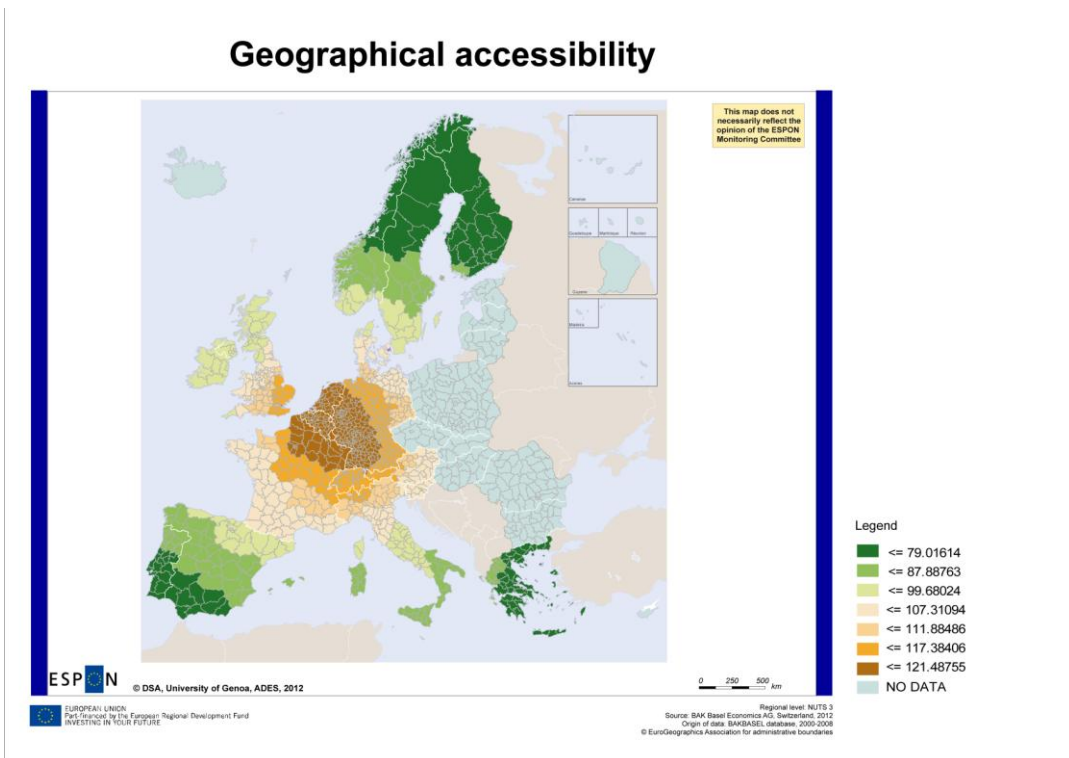 Geographical accessibility
This map does not
necessarily reflect the
opinion of the ESPON
Monitoring Committee
Canarias
Guadeloupe Martinique Réunion
Guyane
Madeira
Acores
Legend
<= 79.01614
<= 87.88763
<= 99.68024
<= 107.31094
<= 111.88486
<= 117.38406
<= 121.48755
NO DATA
ESPON
© DSA, University of Genoa, ADES, 2012
0 250 500
km
EUROPEAN UNION
Part-financed by the European Regional Development Fund
INVESTING IN YOUR FUTURE
Regional level: NUTS 3
Source: BAK Basel Economics AG, Switzerland, 2012
Origin of data: BAKBASEL database, 2000-2008
© EuroGeographics Association for administrative boundaries